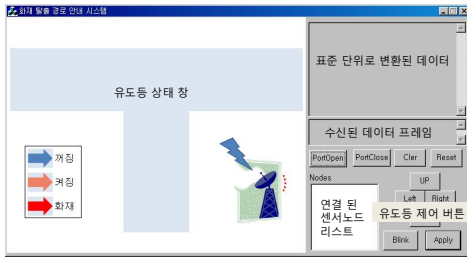 화재 탈출 경로 안내 시스템
표준 단위로 변환된 데이터
유도등 상태 창
수신된 데이터 프레임
꺼짐
켜짐
화재
PortOpen PortClose Cler Reset
Nodes
연결 된
센서노드
리스트
UP
Left Right
유도등 제어 버튼
Blink Apply